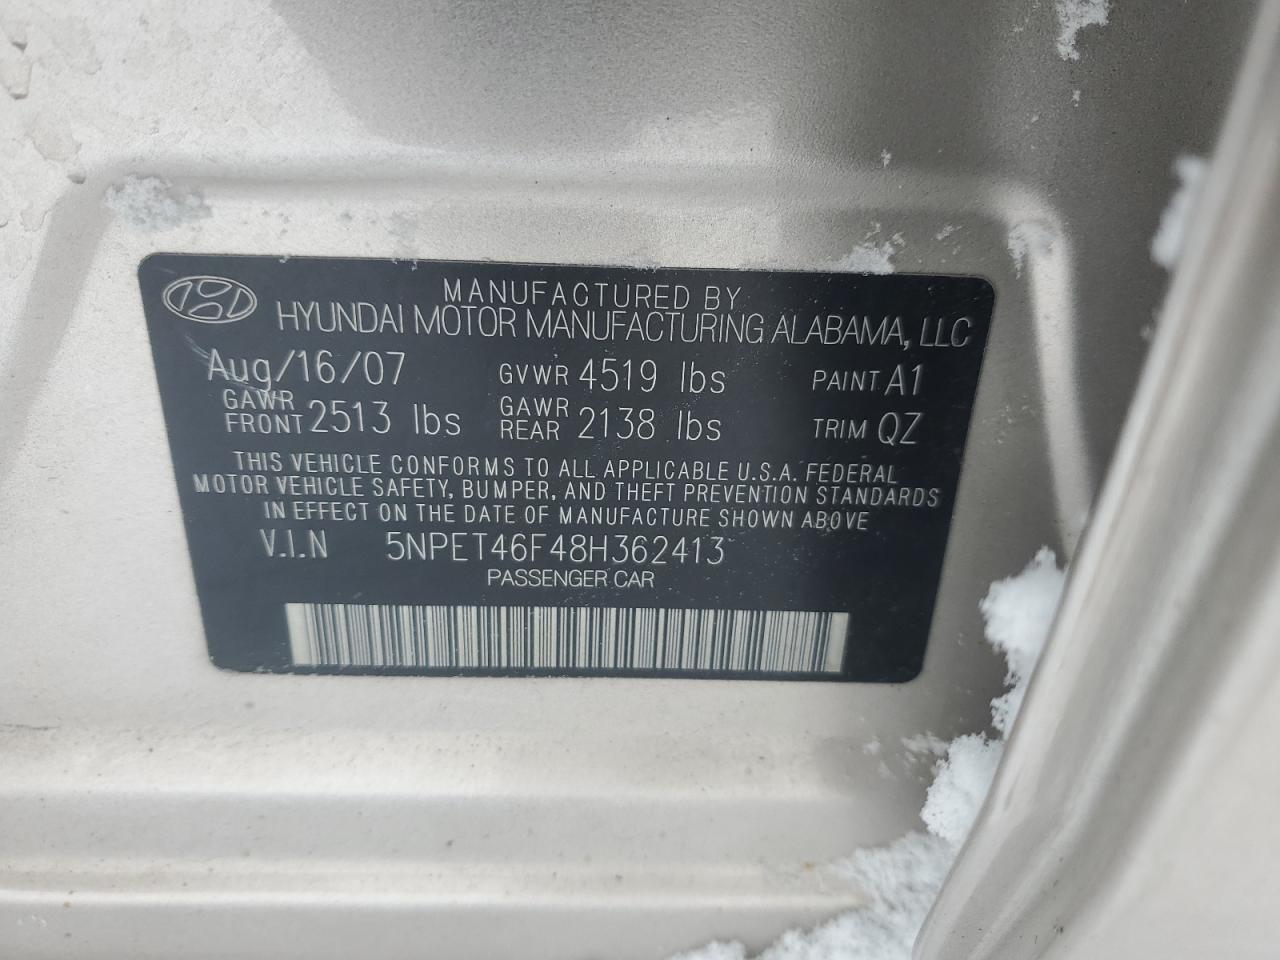 MANUFACTURED BY
HYUNDAI MOTOR MANUFACTURING ALABAMA, LLC
Aug/16/07 GVWR 4519 lbs PAINT A1
GAWR FRONT 2513 lbs GAWR REAR 2138 lbs TRIM QZ
THIS VEHICLE CONFORMS TO ALL APPLICABLE U.S.A. FEDERAL
MOTOR VEHICLE SAFETY, BUMPER, AND THEFT PREVENTION STANDARDS
IN EFFECT ON THE DATE OF MANUFACTURE SHOWN ABOVE
V.I.N 5NPET46F48H362413
PASSENGER CAR